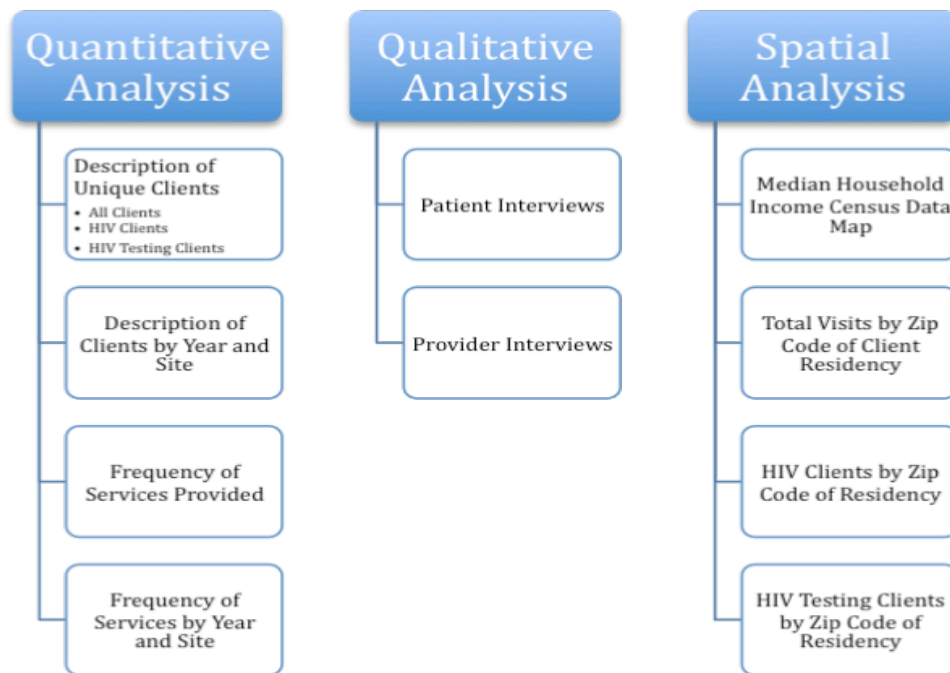 Quantitative
Analysis
Description of
Unique Clients
• All Clients
• HIV Clients
• HIV Testing Clients
Description of
Clients by Year and
Site
Frequency of
Services Provided
Frequency of
Services by Year
and Site
Qualitative
Analysis
Patient Interviews
Provider Interviews
Spatial
Analysis
Median Household
Income Census Data
Map
Total Visits by Zip
Code of Client
Residency
HIV Clients by Zip
Code of Residency
HIV Testing Clients
by Zip Code of
Residency